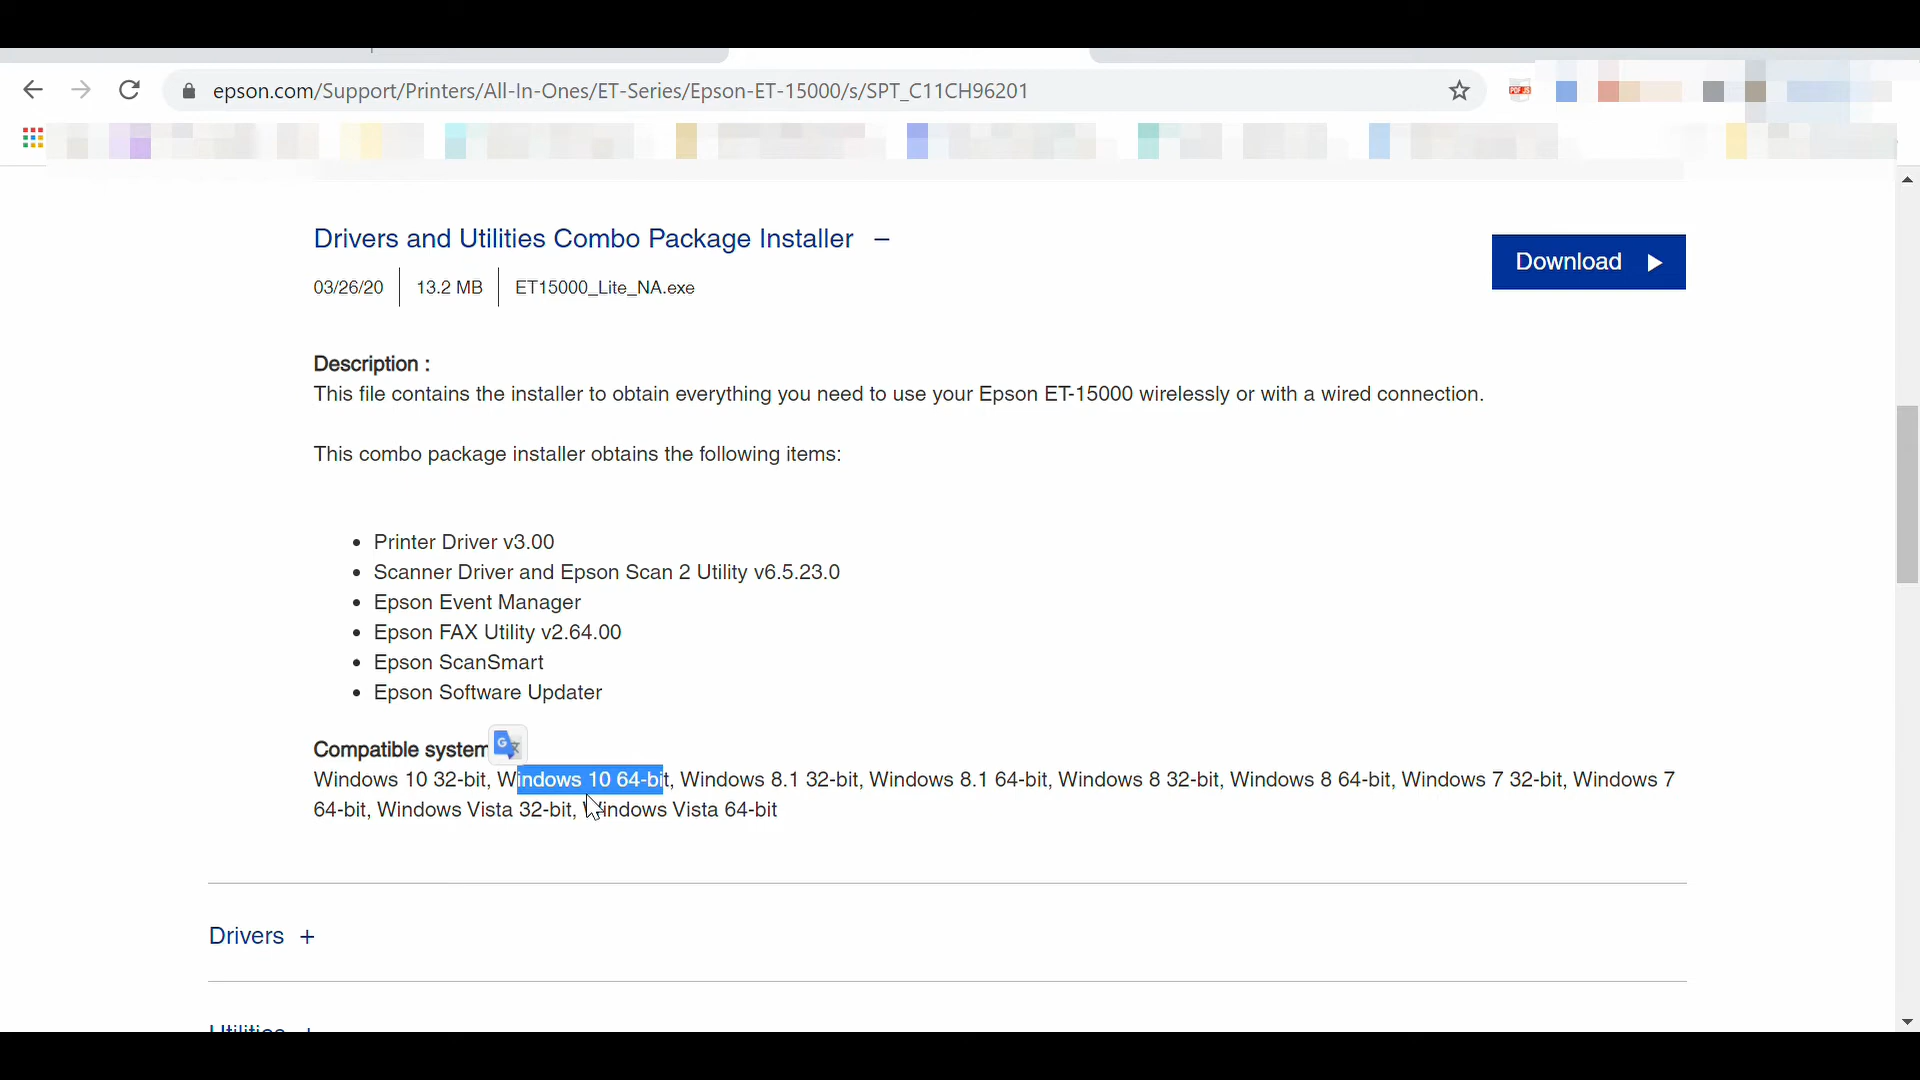 epson.com/Support/Printers/All-In-Ones/ET-Series/Epson-ET-15000/s/SPT_C11CH96201
Drivers and Utilities Combo Package Installer –
Download
03/26/20 | 13.2 MB | ET15000_Lite_NA.exe
Description :
This file contains the installer to obtain everything you need to use your Epson ET-15000 wirelessly or with a wired connection.
This combo package installer obtains the following items:
• Printer Driver v3.00
• Scanner Driver and Epson Scan 2 Utility v6.5.23.0
• Epson Event Manager
• Epson FAX Utility v2.64.00
• Epson ScanSmart
• Epson Software Updater
Compatible system
Windows 10 32-bit, Windows 10 64-bit, Windows 8.1 32-bit, Windows 8.1 64-bit, Windows 8 32-bit, Windows 8 64-bit, Windows 7 32-bit, Windows 7
64-bit, Windows Vista 32-bit, Windows Vista 64-bit
Drivers +
Utilities +